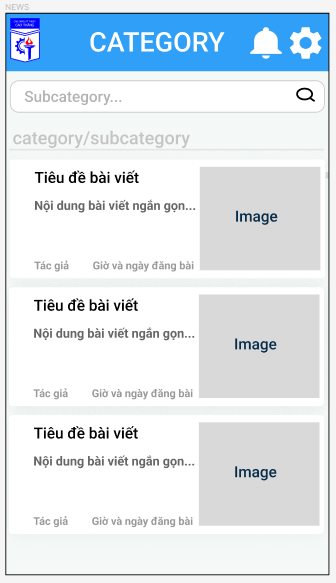 NEWS
CAO THẮNG
CATEGORY
Subcategory...
category/subcategory
Tiêu đề bài viết
Nội dung bài viết ngắn gọn...
Image
Tác giả Giờ và ngày đăng bài
Tiêu đề bài viết
Nội dung bài viết ngắn gọn...
Image
Tác giả Giờ và ngày đăng bài
Tiêu đề bài viết
Nội dung bài viết ngắn gọn...
Image
Tác giả Giờ và ngày đăng bài